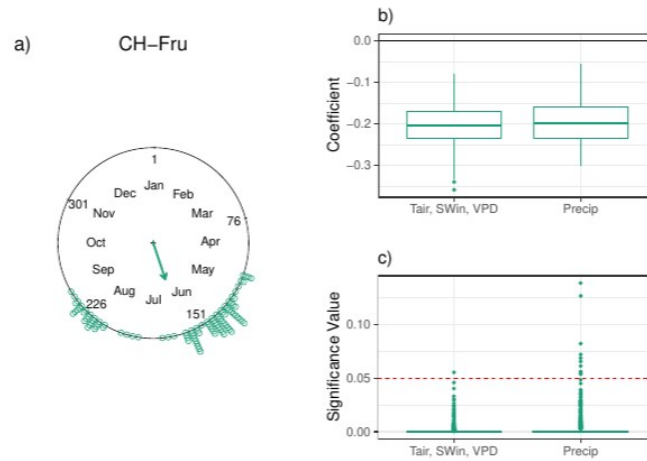 a)
CH−Fru
1
Jan
Feb
Mar
76
Apr
May
Jun
151
Jul
Aug
226
Sep
Oct
Nov
301
Dec
b)
Coefficient
0.0
−0.1
−0.2
−0.3
Tair, SWin, VPD Precip
c)
Significance Value
0.10
0.05
0.00
Tair, SWin, VPD Precip